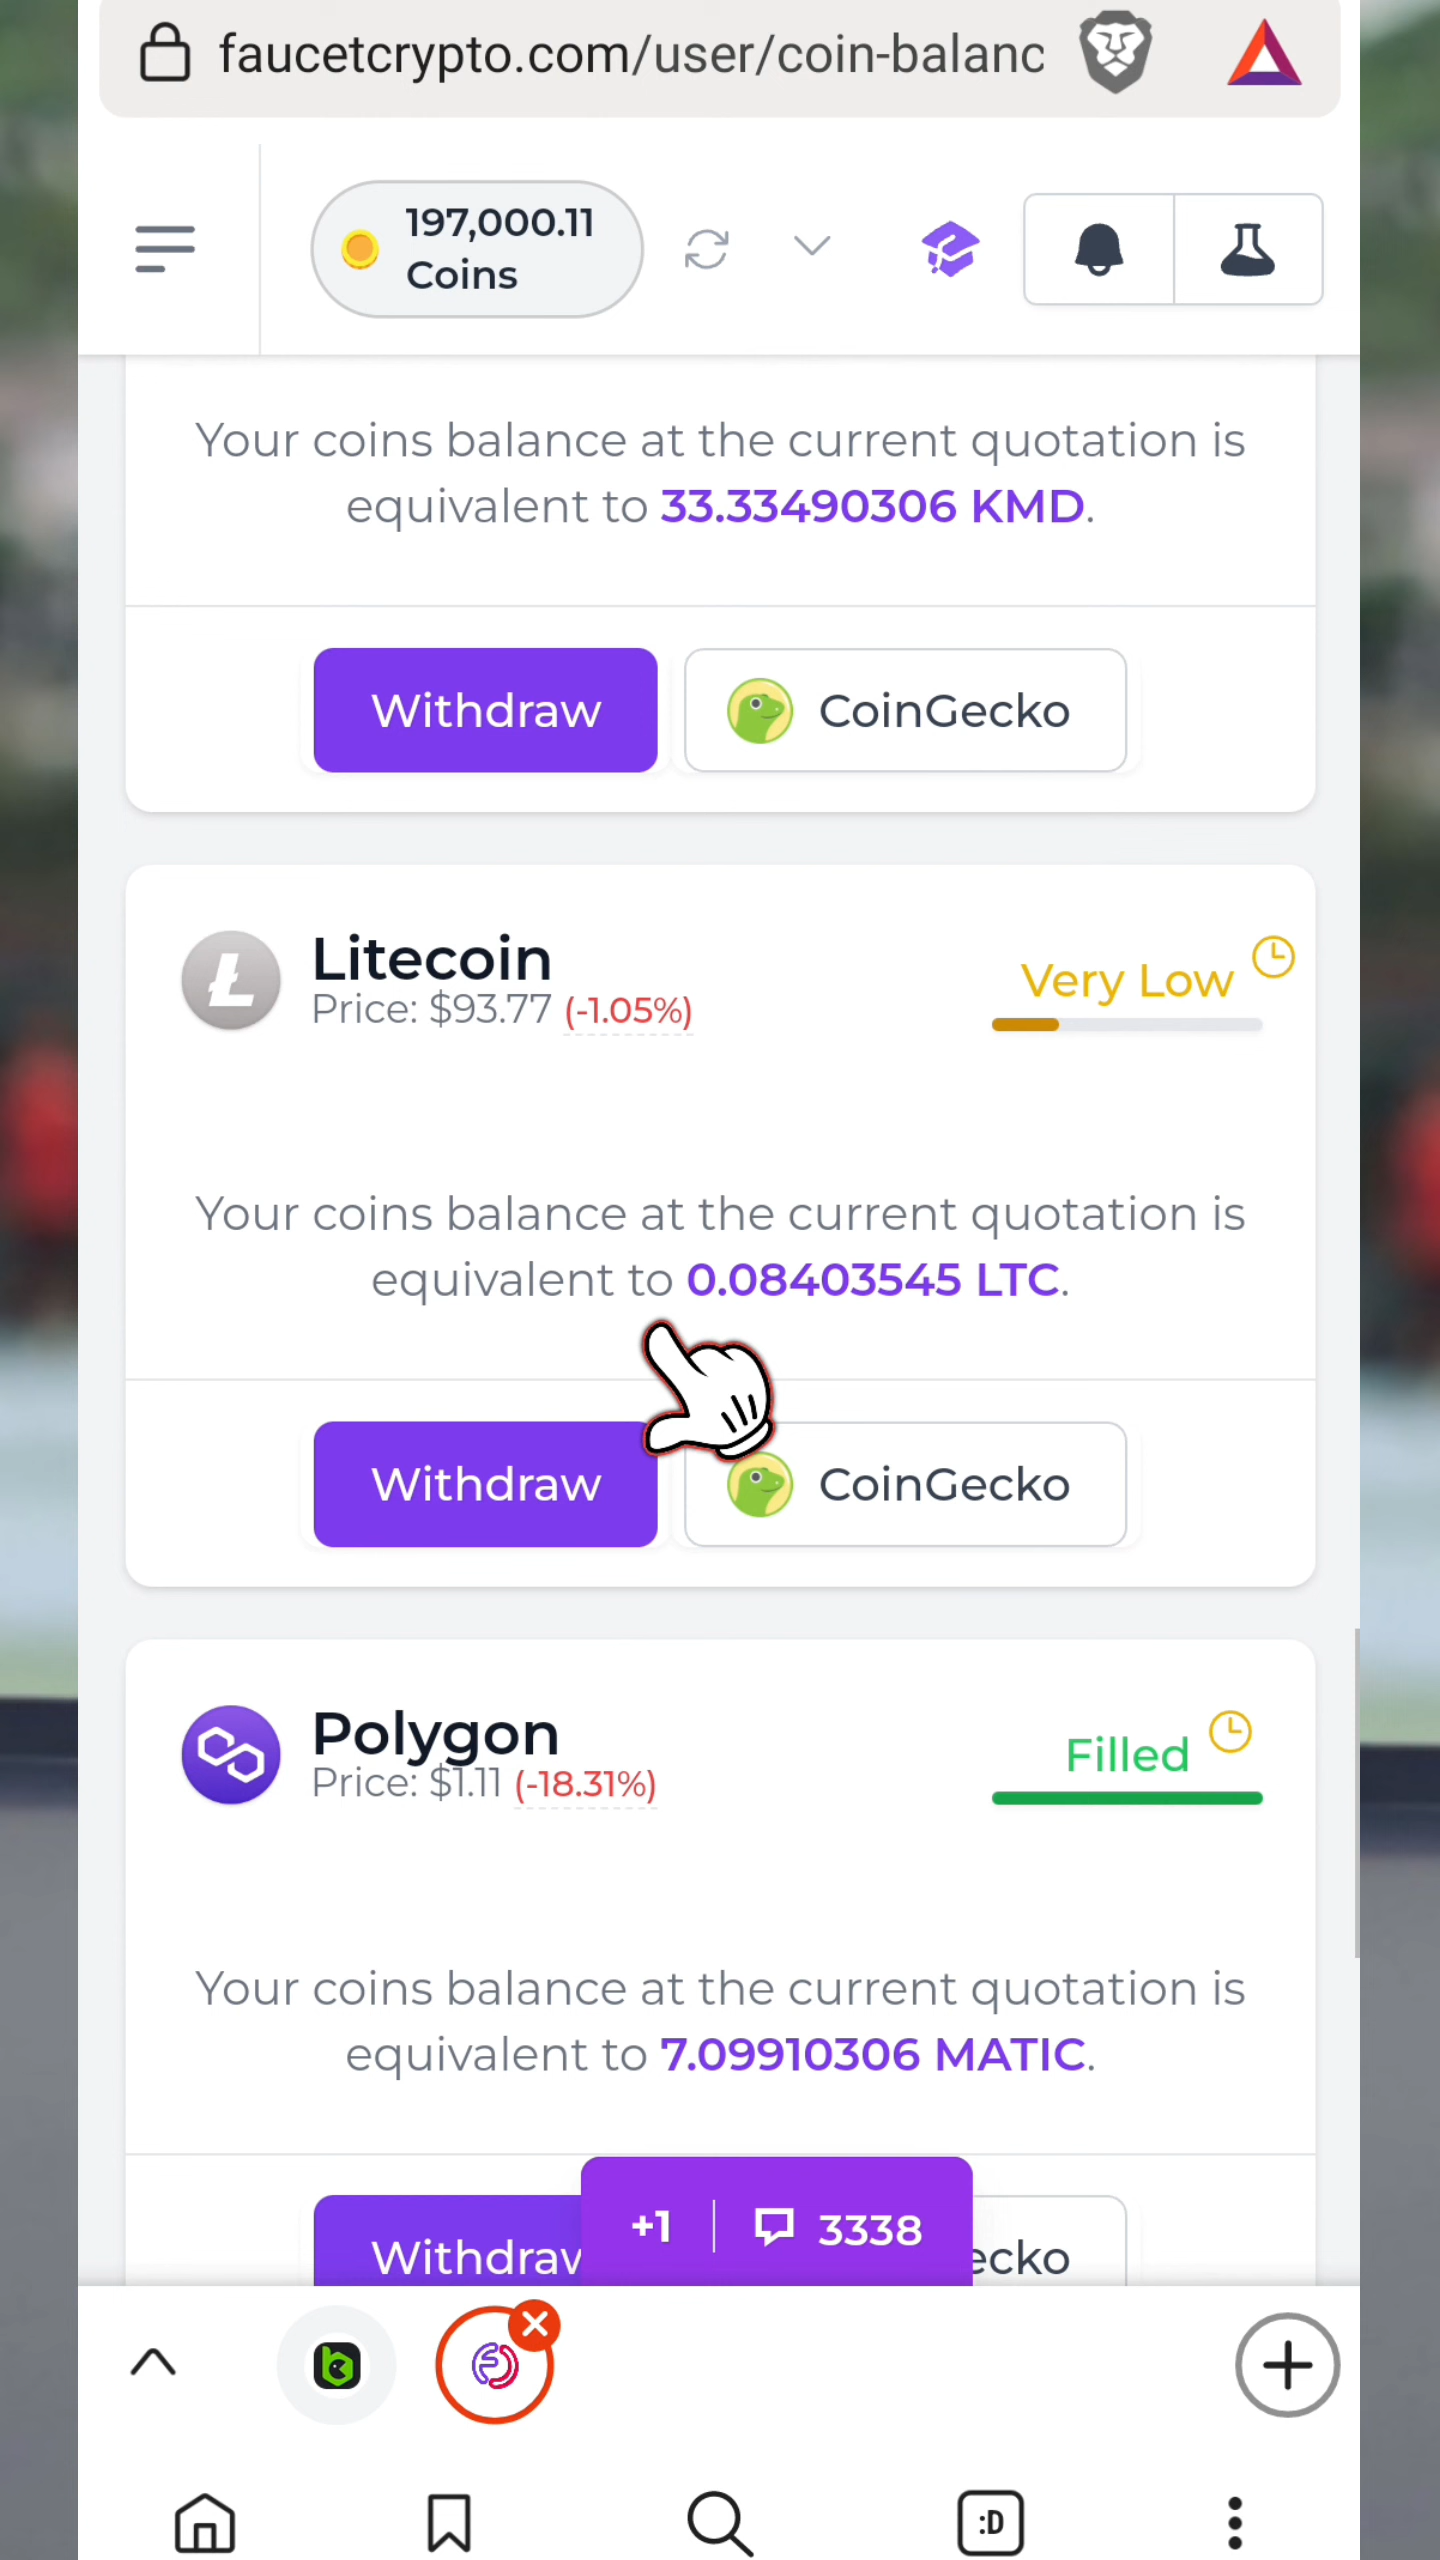 faucetcrypto.com/user/coin-balanc
197,000.11
Coins
Your coins balance at the current quotation is
equivalent to 33.33490306 KMD.
Withdraw
CoinGecko
Litecoin
Price: $93.77 (-1.05%)
Very Low
Your coins balance at the current quotation is
equivalent to 0.08403545 LTC.
Withdraw
CoinGecko
Polygon
Price: $1.11 (-18.31%)
Filled
Your coins balance at the current quotation is
equivalent to 7.09910306 MATIC.
Withdraw
+1
3338
ecko
:D